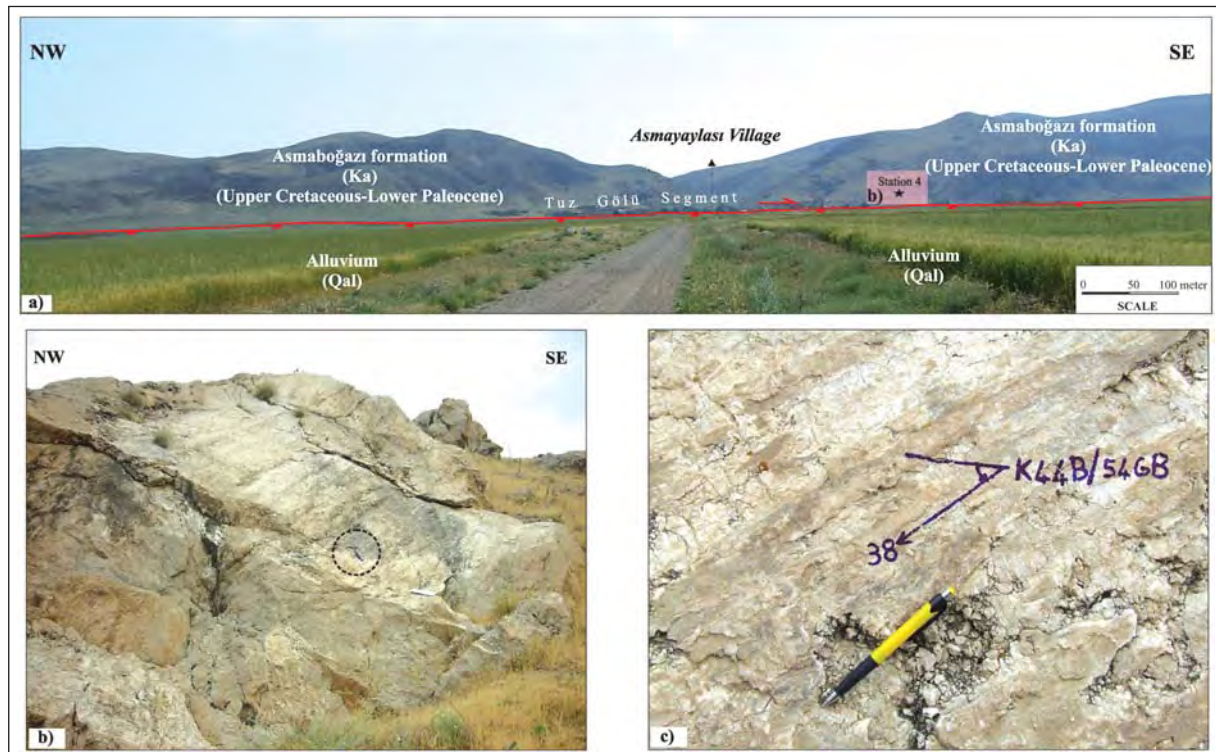 NW
SE
Asmayaylası Village
Asmaboğazı formation
(Ka)
(Upper Cretaceous-Lower Paleocene)
Asmaboğazı formation
(Ka)
(Upper Cretaceous-Lower Paleocene)
Station 4
b)
Tuz Gölü Segment
Alluvium
(Qal)
Alluvium
(Qal)
0 50 100 meter
SCALE
a)
NW
SE
b)
K44B/54GB
38
c)